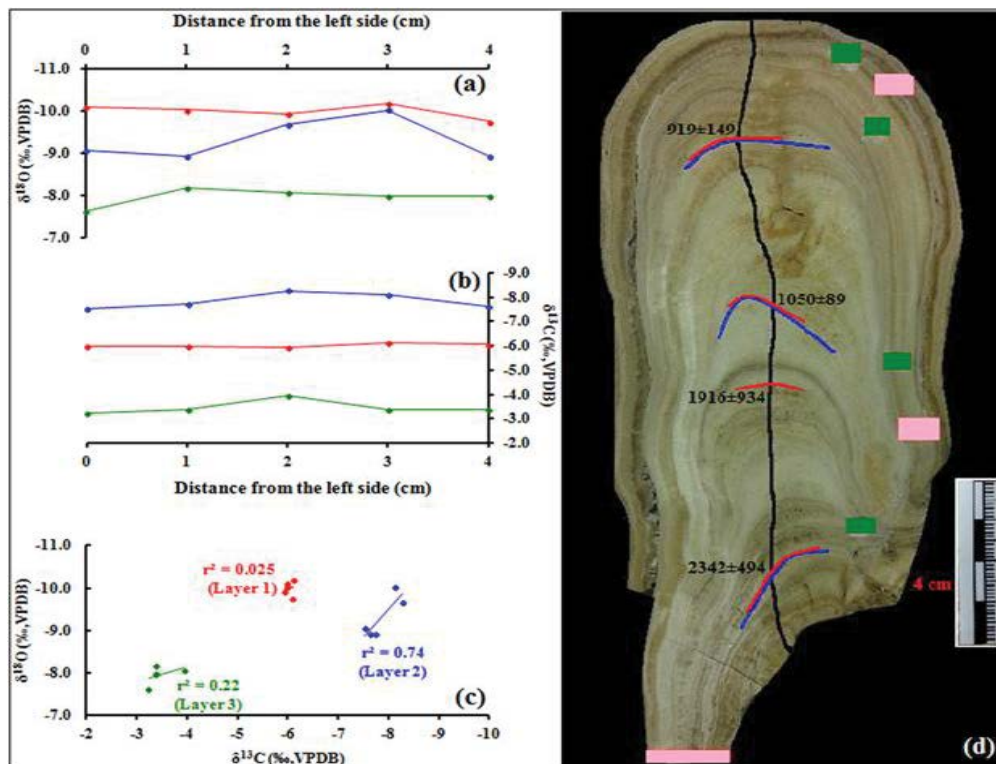 Distance from the left side (cm)
0 1 2 3 4
-11.0
-10.0
-9.0
-8.0
-7.0
δ18O (‰,VPDB)
(a)
(b)
-9.0
-8.0
-7.0
-6.0
-5.0
-4.0
-3.0
-2.0
δ13C (‰,VPDB)
0 1 2 3 4
Distance from the left side (cm)
-11.0
-10.0
-9.0
-8.0
-7.0
δ18O (‰,VPDB)
r² = 0.025
(Layer 1)
r² = 0.74
(Layer 2)
r² = 0.22
(Layer 3)
(c)
-2 -3 -4 -5 -6 -7 -8 -9 -10
δ13C (‰,VPDB)
919±149
1050±89
1916±934
2342±494
4 cm
(d)